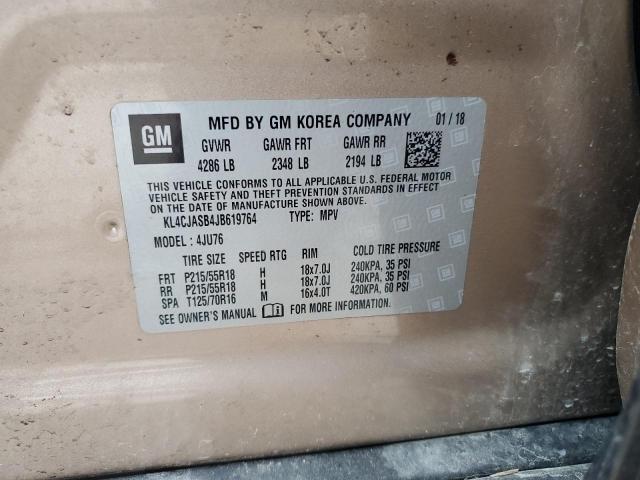 GM
MFD BY GM KOREA COMPANY 01 / 18
GVWR GAWR FRT GAWR RR
4286 LB 2348 LB 2194 LB
THIS VEHICLE CONFORMS TO ALL APPLICABLE U.S. FEDERAL MOTOR
VEHICLE SAFETY AND THEFT PREVENTION STANDARDS IN EFFECT
ON THE DATE OF MANUFACTURE SHOWN ABOVE.
KL4CJASB4JB619764 TYPE: MPV
MODEL : 4JU76
TIRE SIZE SPEED RTG RIM COLD TIRE PRESSURE
FRT P215/55R18 H 18x7.0J 240KPA, 35 PSI
RR P215/55R18 H 18x7.0J 240KPA, 35 PSI
SPA T125/70R16 M 16x4.0T 420KPA, 60 PSI
SEE OWNER'S MANUAL FOR MORE INFORMATION.